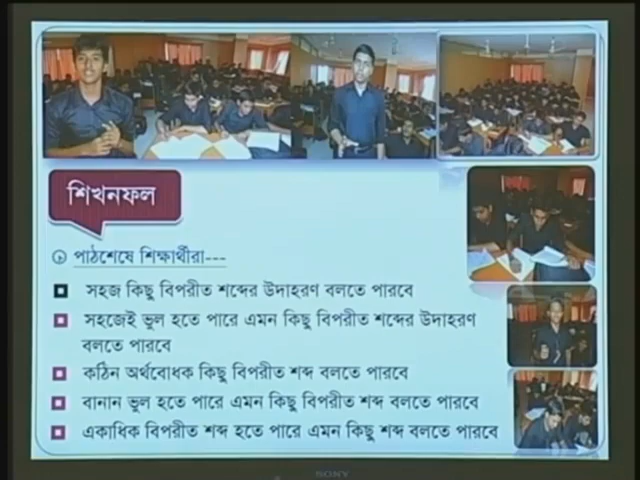 শিখনফল
পাঠশেষে শিক্ষার্থীরা---
সহজ কিছু বিপরীত শব্দের উদাহরণ বলতে পারবে
সহজেই ভুল হতে পারে এমন কিছু বিপরীত শব্দের উদাহরণ
বলতে পারবে
কঠিন অর্থবোধক কিছু বিপরীত শব্দ বলতে পারবে
বানান ভুল হতে পারে এমন কিছু বিপরীত শব্দ বলতে পারবে
একাধিক বিপরীত শব্দ হতে পারে এমন কিছু শব্দ বলতে পারবে
SONY